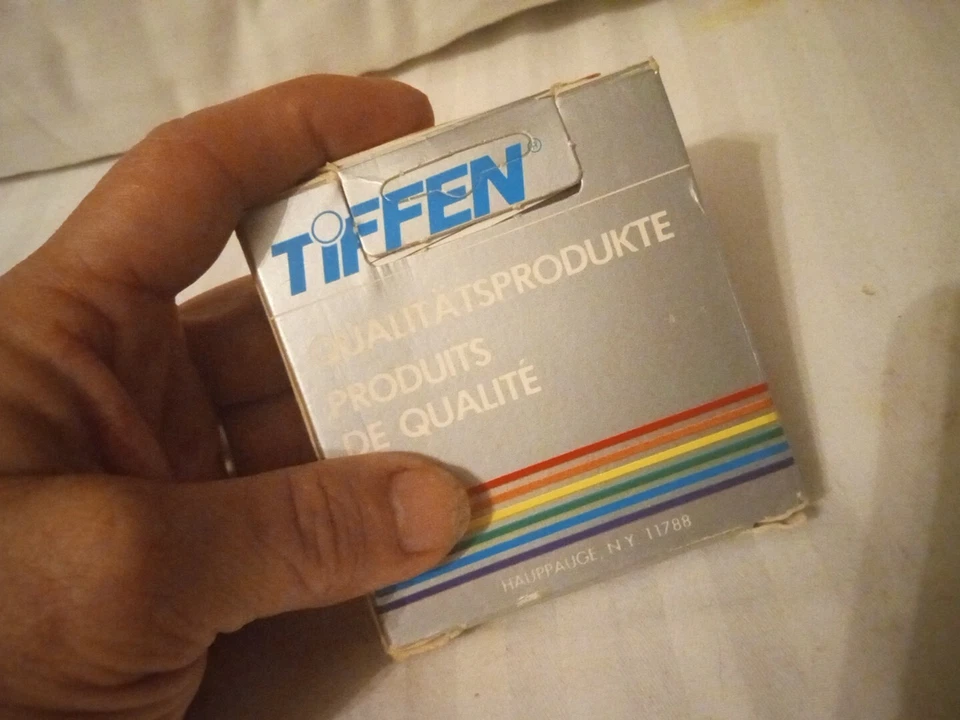 TiFFEN®
QUALITÄTSPRODUKTE
PRODUITS
DE QUALITÉ
HAUPPAUGE, N.Y. 11788